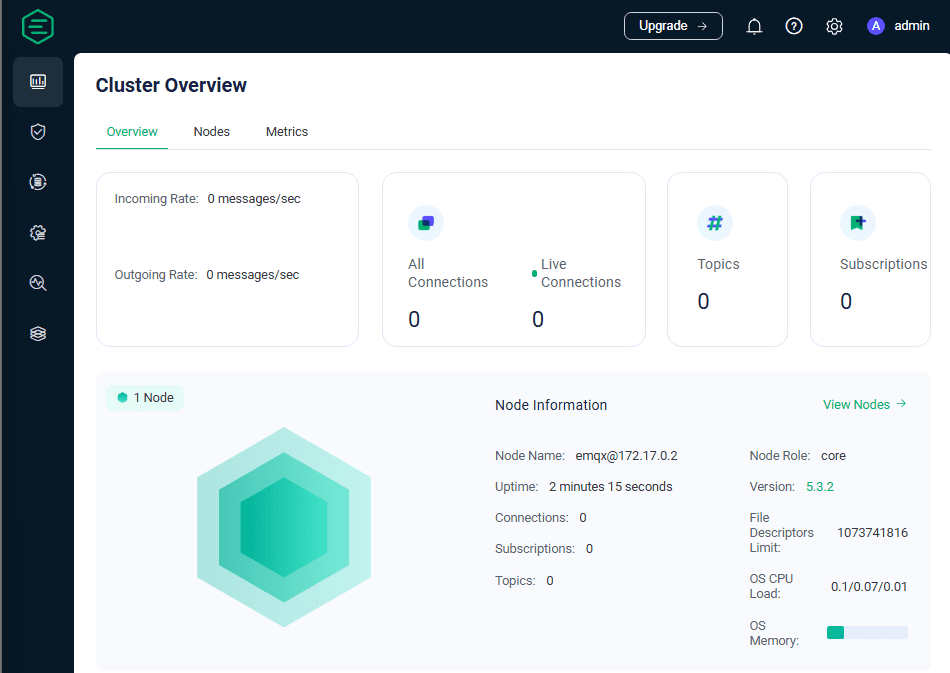 Upgrade →
A admin
Cluster Overview
Overview Nodes Metrics
Incoming Rate: 0 messages/sec
Outgoing Rate: 0 messages/sec
All
Connections
0
Live
Connections
0
Topics
0
Subscriptions
0
1 Node
Node Information
View Nodes →
Node Name: emqx@172.17.0.2
Uptime: 2 minutes 15 seconds
Connections: 0
Subscriptions: 0
Topics: 0
Node Role: core
Version: 5.3.2
File
Descriptors
Limit:
1073741816
OS CPU
Load:
0.1/0.07/0.01
OS
Memory: